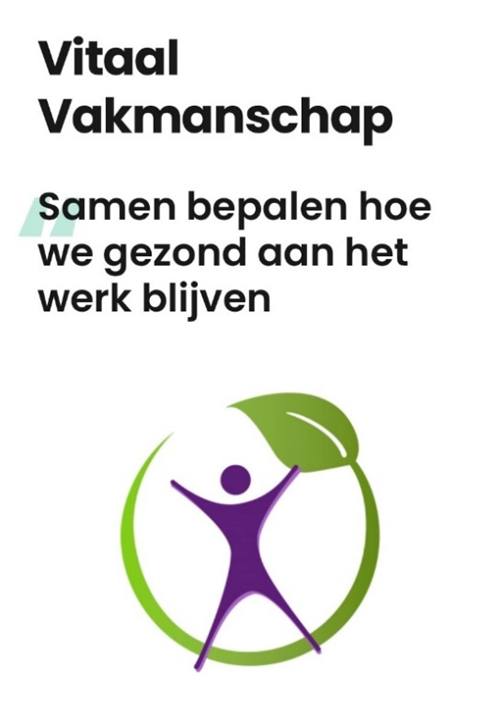 Vitaal
Vakmanschap
Samen bepalen hoe
we gezond aan het
werk blijven